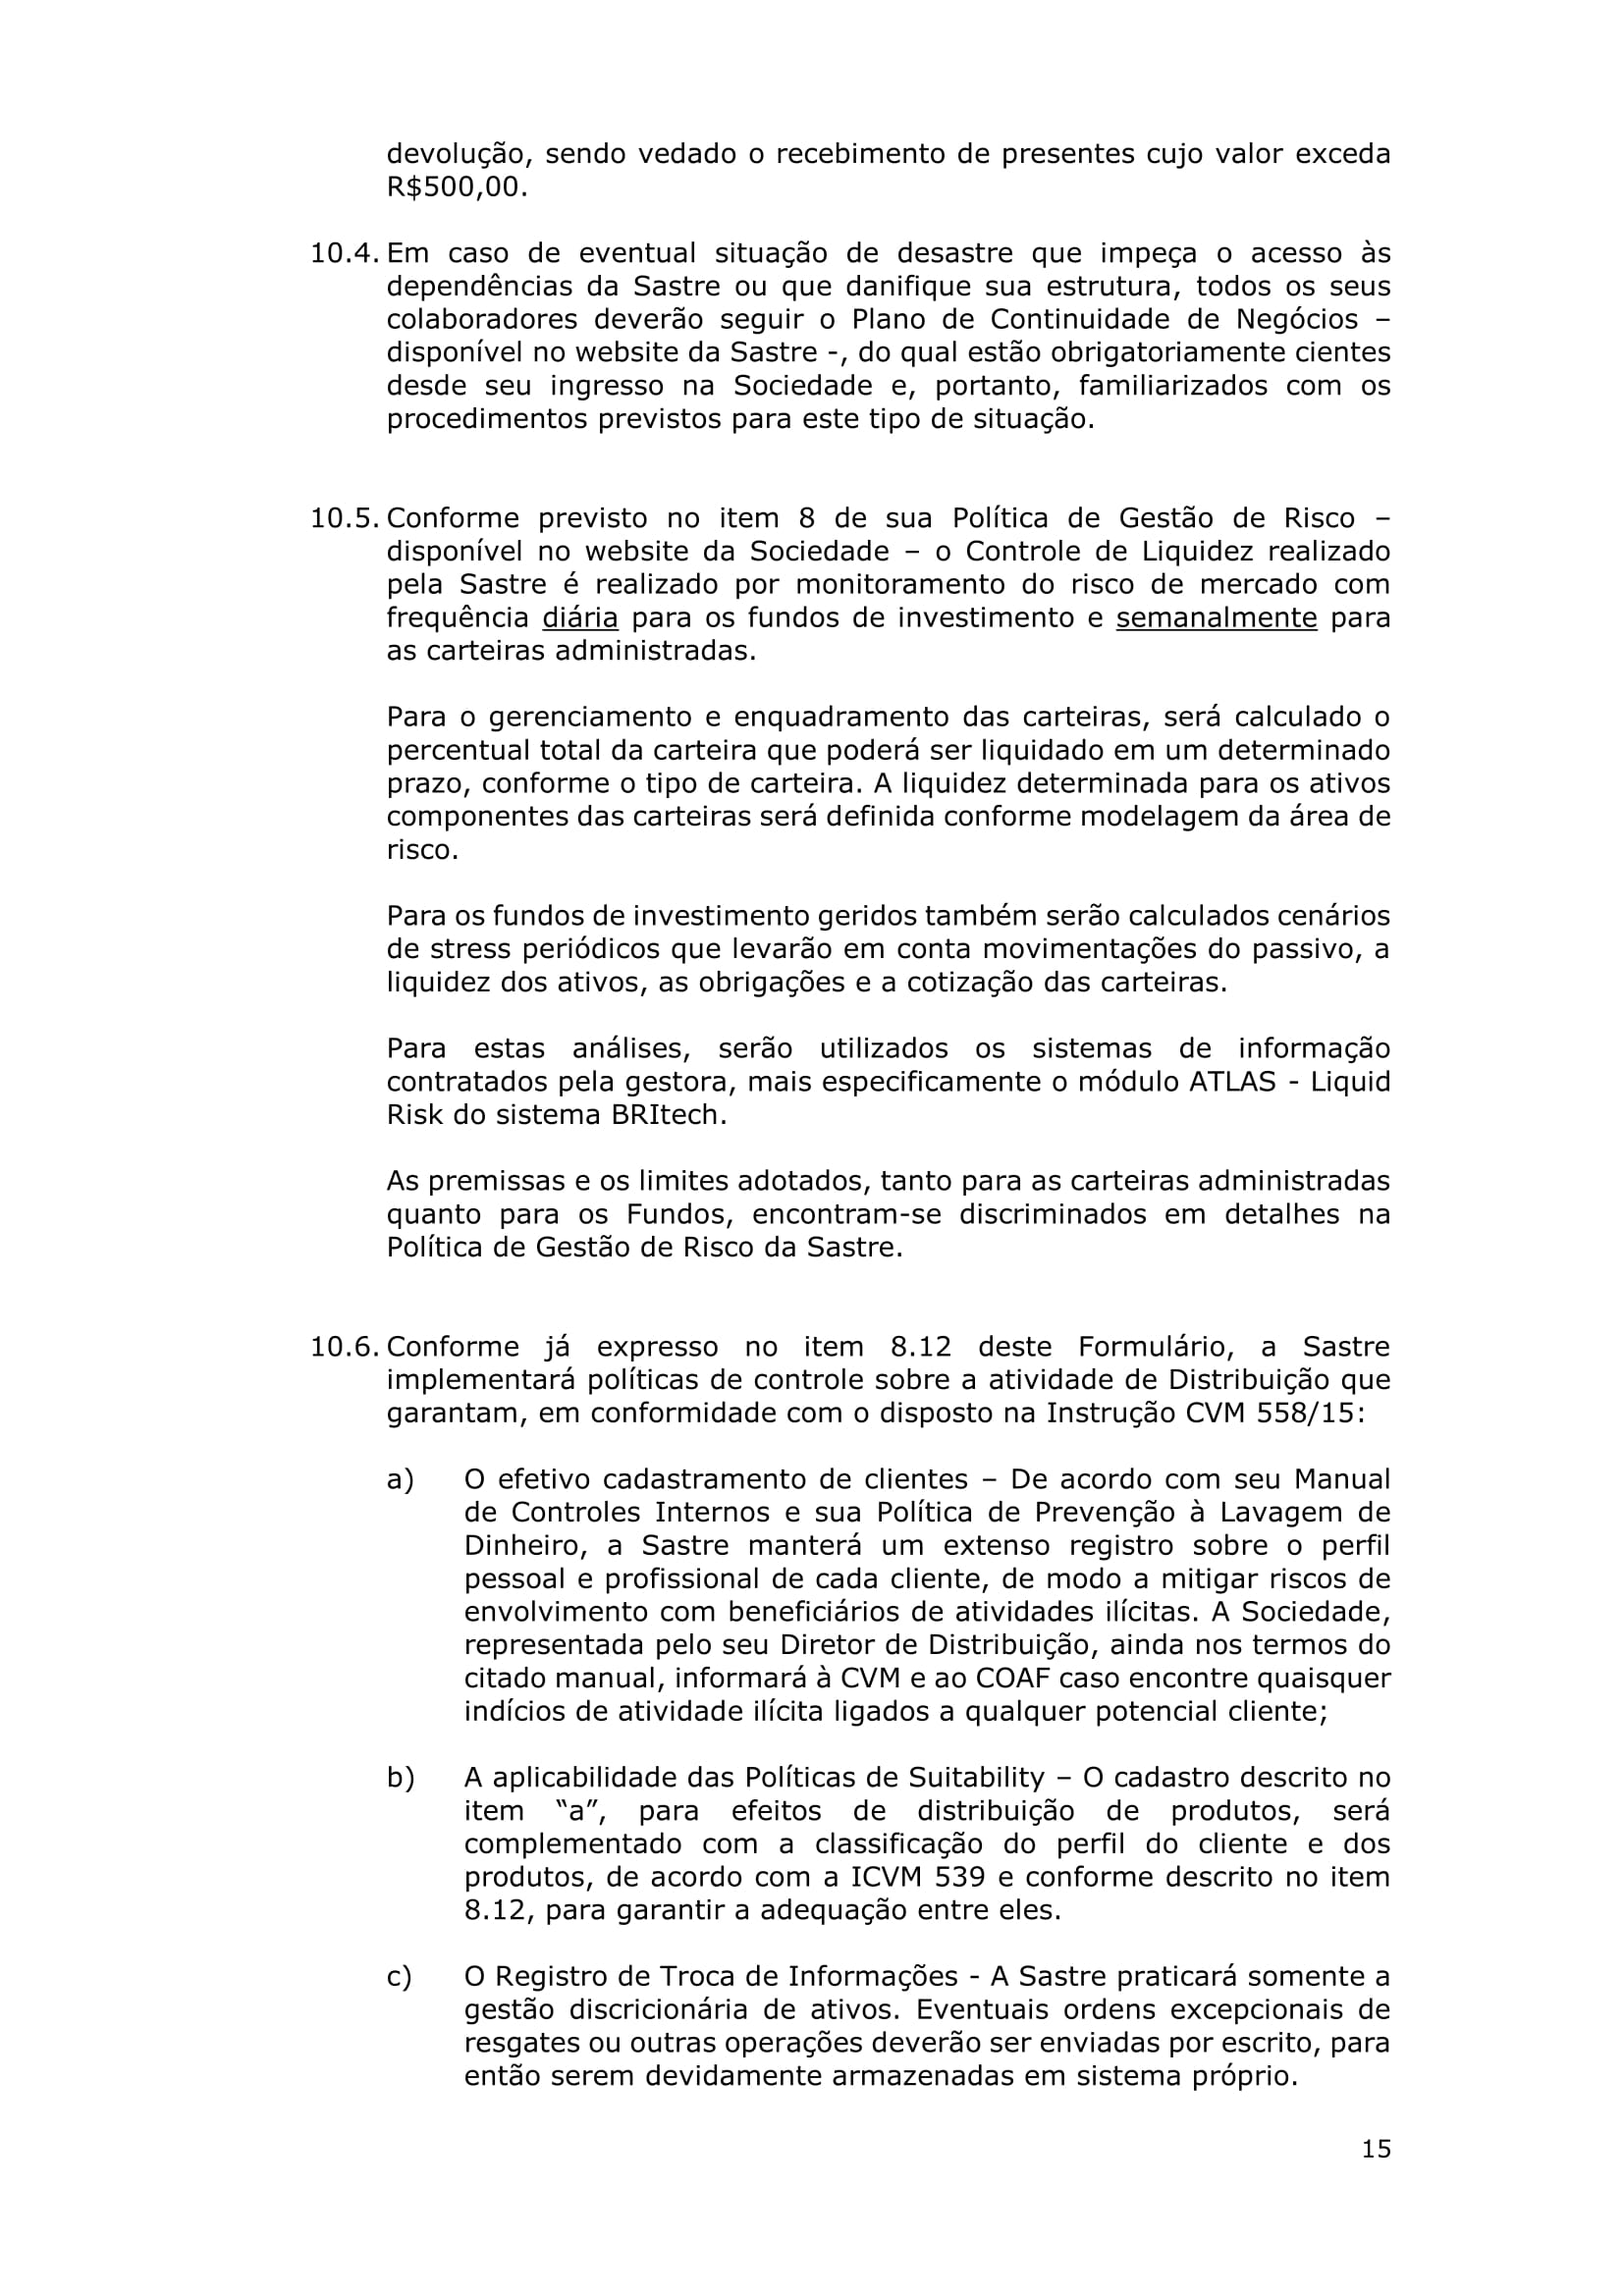 devolução, sendo vedado o recebimento de presentes cujo valor exceda
R$500,00.
10.4. Em caso de eventual situação de desastre que impeça o acesso às
dependências da Sastre ou que danifique sua estrutura, todos os seus
colaboradores deverão seguir o Plano de Continuidade de Negócios –
disponível no website da Sastre -, do qual estão obrigatoriamente cientes
desde seu ingresso na Sociedade e, portanto, familiarizados com os
procedimentos previstos para este tipo de situação.
10.5. Conforme previsto no item 8 de sua Política de Gestão de Risco –
disponível no website da Sociedade – o Controle de Liquidez realizado
pela Sastre é realizado por monitoramento do risco de mercado com
frequência diária para os fundos de investimento e semanalmente para
as carteiras administradas.
Para o gerenciamento e enquadramento das carteiras, será calculado o
percentual total da carteira que poderá ser liquidado em um determinado
prazo, conforme o tipo de carteira. A liquidez determinada para os ativos
componentes das carteiras será definida conforme modelagem da área de
risco.
Para os fundos de investimento geridos também serão calculados cenários
de stress periódicos que levarão em conta movimentações do passivo, a
liquidez dos ativos, as obrigações e a cotização das carteiras.
Para estas análises, serão utilizados os sistemas de informação
contratados pela gestora, mais especificamente o módulo ATLAS - Liquid
Risk do sistema BRItech.
As premissas e os limites adotados, tanto para as carteiras administradas
quanto para os Fundos, encontram-se discriminados em detalhes na
Política de Gestão de Risco da Sastre.
10.6. Conforme já expresso no item 8.12 deste Formulário, a Sastre
implementará políticas de controle sobre a atividade de Distribuição que
garantam, em conformidade com o disposto na Instrução CVM 558/15:
a) O efetivo cadastramento de clientes – De acordo com seu Manual
de Controles Internos e sua Política de Prevenção à Lavagem de
Dinheiro, a Sastre manterá um extenso registro sobre o perfil
pessoal e profissional de cada cliente, de modo a mitigar riscos de
envolvimento com beneficiários de atividades ilícitas. A Sociedade,
representada pelo seu Diretor de Distribuição, ainda nos termos do
citado manual, informará à CVM e ao COAF caso encontre quaisquer
indícios de atividade ilícita ligados a qualquer potencial cliente;
b) A aplicabilidade das Políticas de Suitability – O cadastro descrito no
item “a”, para efeitos de distribuição de produtos, será
complementado com a classificação do perfil do cliente e dos
produtos, de acordo com a ICVM 539 e conforme descrito no item
8.12, para garantir a adequação entre eles.
c) O Registro de Troca de Informações - A Sastre praticará somente a
gestão discricionária de ativos. Eventuais ordens excepcionais de
resgates ou outras operações deverão ser enviadas por escrito, para
então serem devidamente armazenadas em sistema próprio.
15